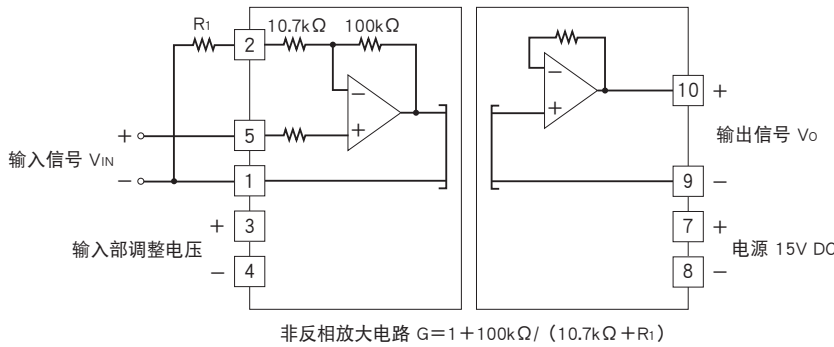 R1
2
10.7kΩ
100kΩ
−
+
−
+
10
+
+
5
输入信号 VIN
输出信号 VO
−
1
9
−
+
3
7
+
输入部调整电压
电源 15V DC
−
4
8
−
非反相放大电路 G=1+100kΩ/(10.7kΩ+R1)